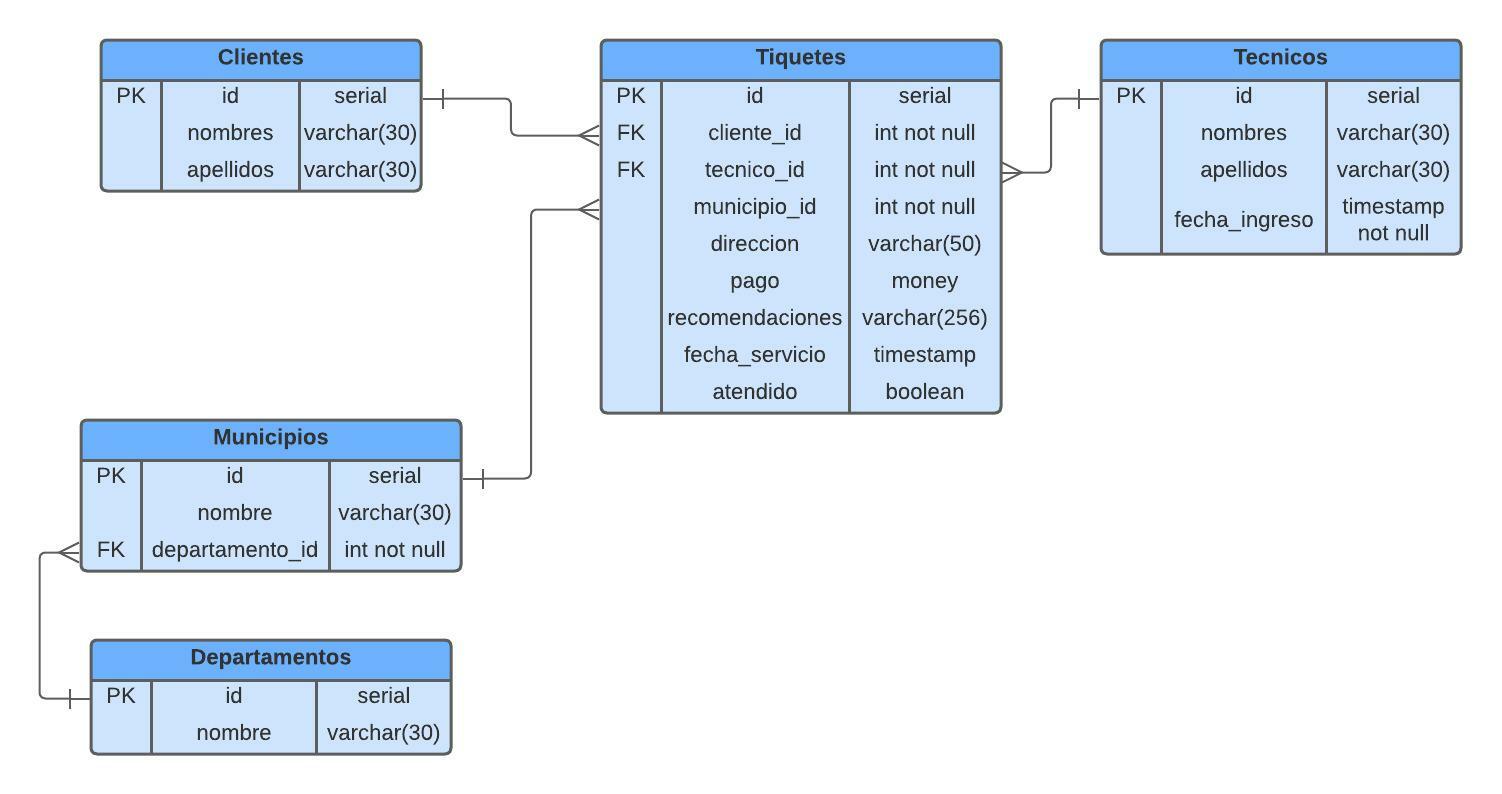 Clientes
PK id serial
nombres varchar(30)
apellidos varchar(30)
Tiquetes
PK id serial
FK cliente_id int not null
FK tecnico_id int not null
municipio_id int not null
direccion varchar(50)
pago money
recomendaciones varchar(256)
fecha_servicio timestamp
atendido boolean
Tecnicos
PK id serial
nombres varchar(30)
apellidos varchar(30)
fecha_ingreso timestamp
not null
Municipios
PK id serial
nombre varchar(30)
FK departamento_id int not null
Departamentos
PK id serial
nombre varchar(30)